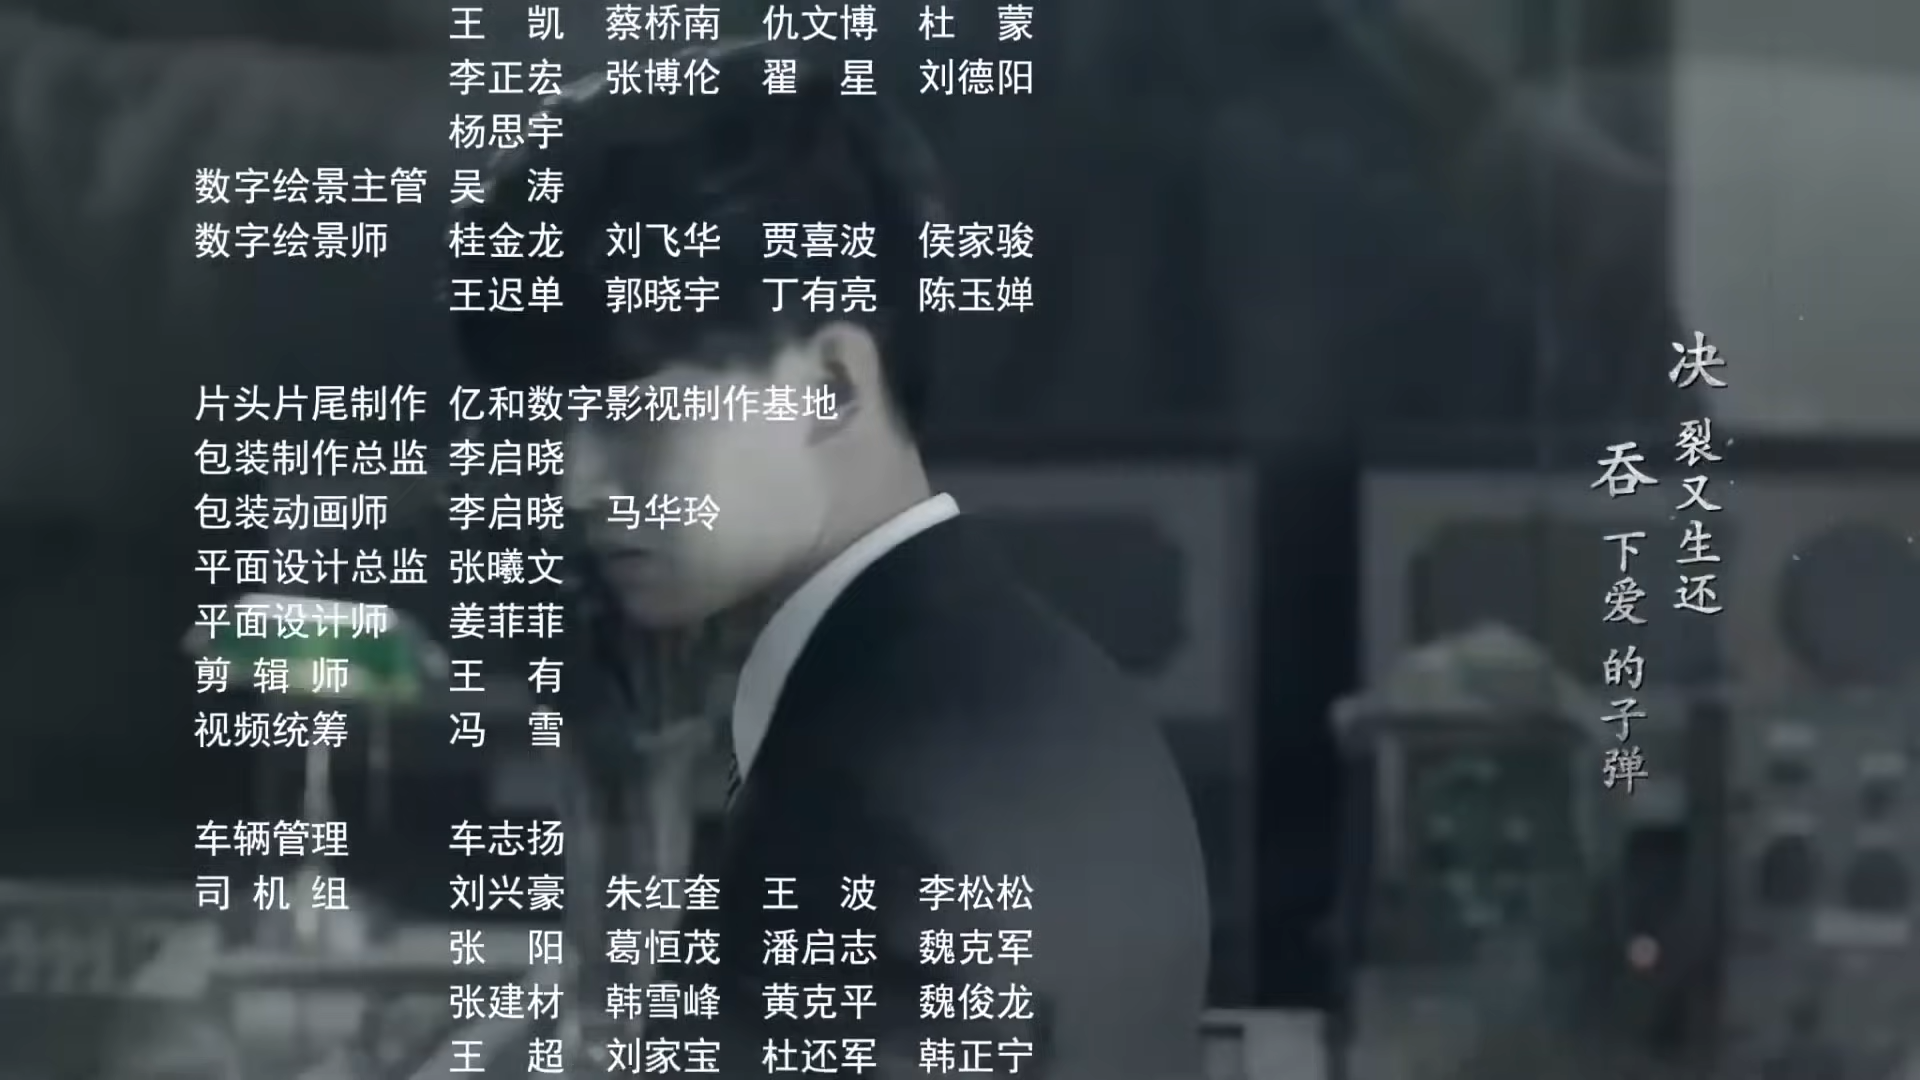 王　凯　蔡桥南　仇文博　杜　蒙
李正宏　张博伦　翟　星　刘德阳
杨思宇
数字绘景主管　吴　涛
数字绘景师　桂金龙　刘飞华　贾喜波　侯家骏
王迟单　郭晓宇　丁有亮　陈玉婵
片头片尾制作　亿和数字影视制作基地
包装制作总监　李启晓
包装动画师　李启晓　马华玲
平面设计总监　张曦文
平面设计师　姜菲菲
剪 辑 师　王　有
视频统筹　冯　雪
车辆管理　车志扬
司 机 组　刘兴豪　朱红奎　王　波　李松松
张　阳　葛恒茂　潘启志　魏克军
张建材　韩雪峰　黄克平　魏俊龙
王　超　刘家宝　杜还军　韩正宁
决裂又生还
吞下爱的子弹